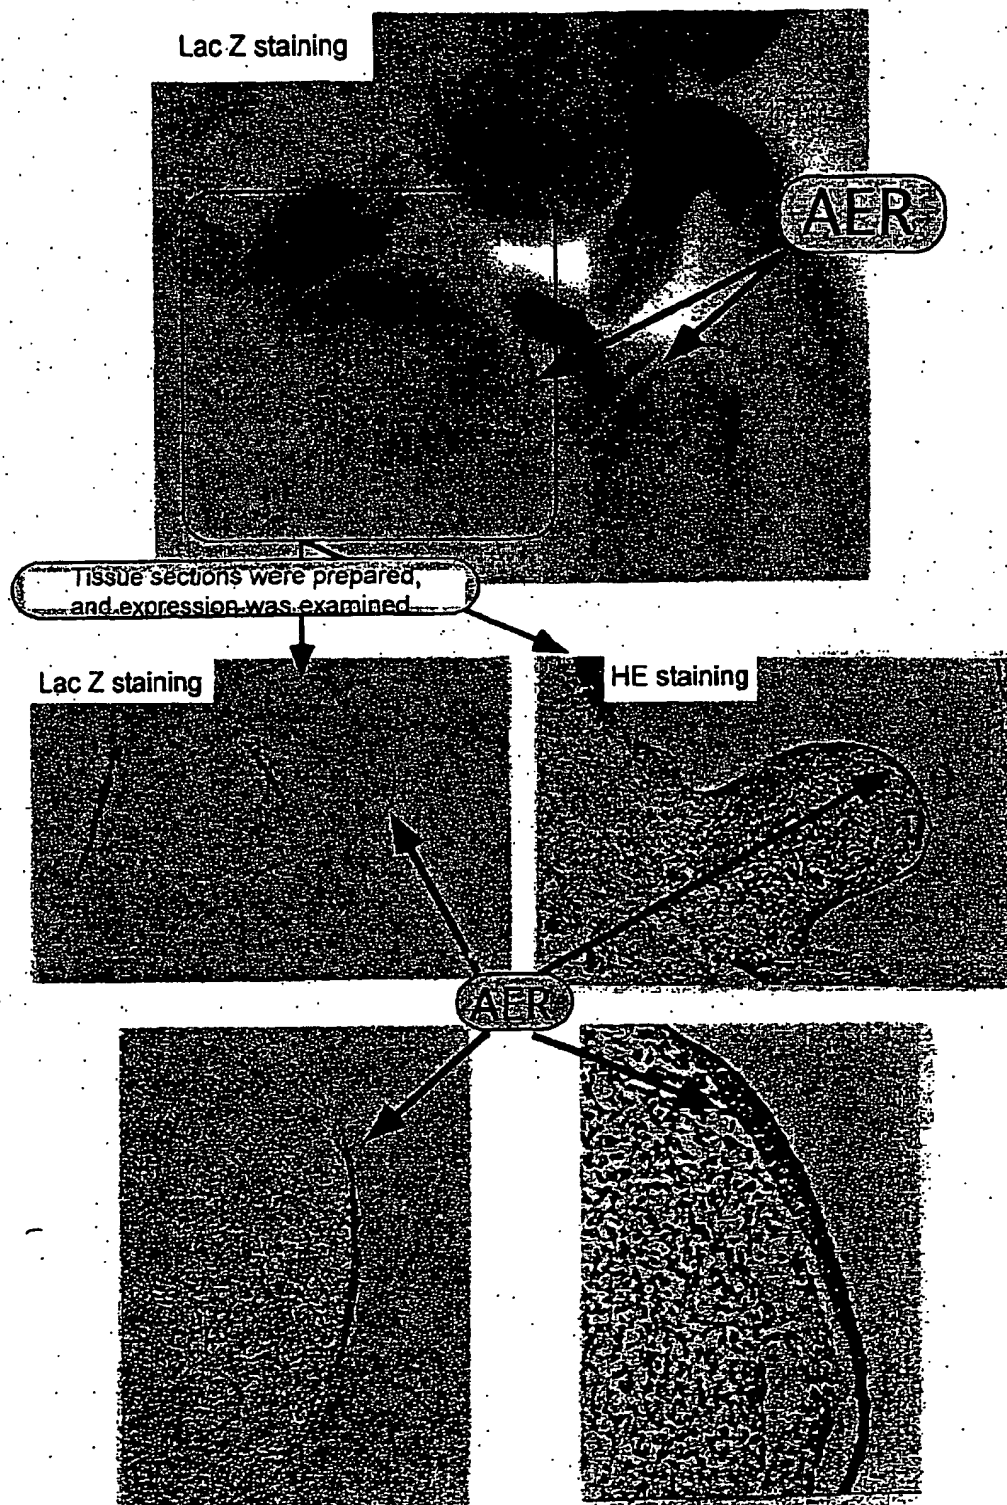 Lac Z staining
AER
Tissue sections were prepared,
and expression was examined
Lac Z staining
HE staining
AER